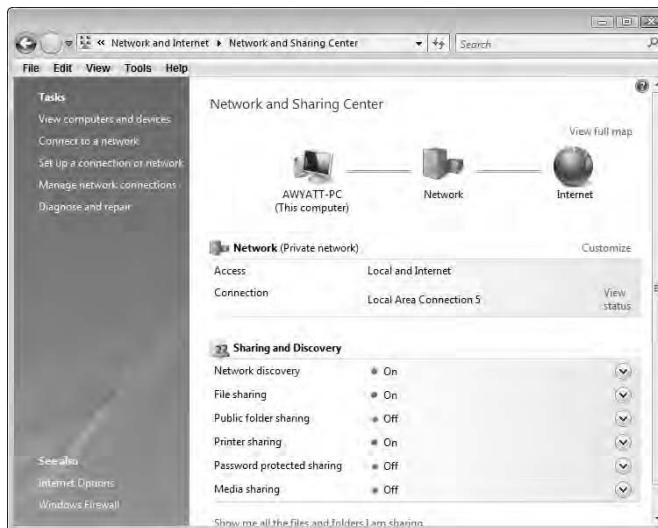 « Network and Internet ▸ Network and Sharing Center
Search
File Edit View Tools Help
Tasks
View computers and devices
Connect to a network
Set up a connection or network
Manage network connections
Diagnose and repair
See also
Internet Options
Windows Firewall
Network and Sharing Center
View full map
AWYATT-PC
(This computer)
Network
Internet
Network (Private network)
Customize
Access Local and Internet
Connection Local Area Connection 5 View status
Sharing and Discovery
Network discovery On
File sharing On
Public folder sharing Off
Printer sharing On
Password protected sharing Off
Media sharing Off
Show me all the files and folders I am sharing